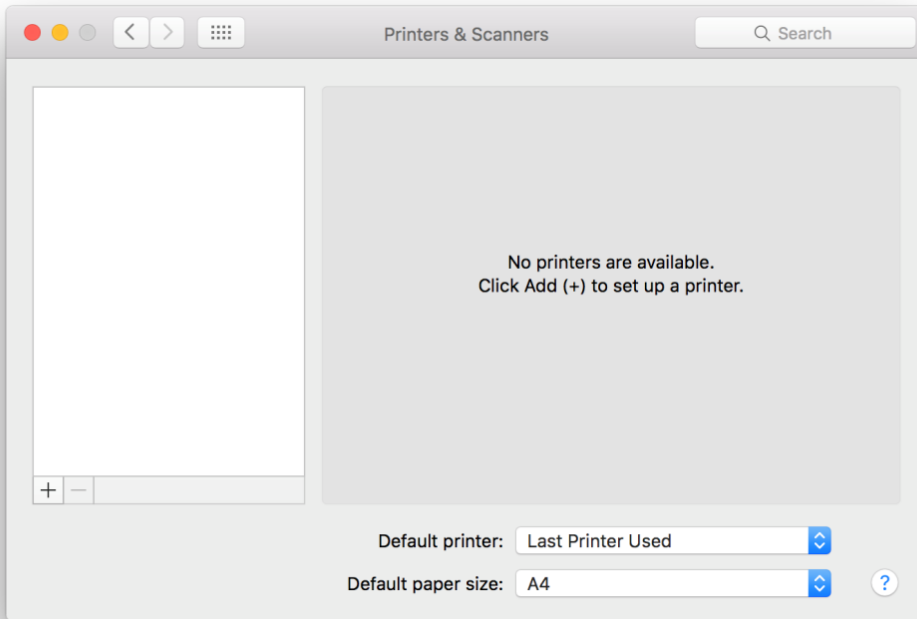 Printers & Scanners
Search
No printers are available.
Click Add (+) to set up a printer.
+ −
Default printer: Last Printer Used
Default paper size: A4
?